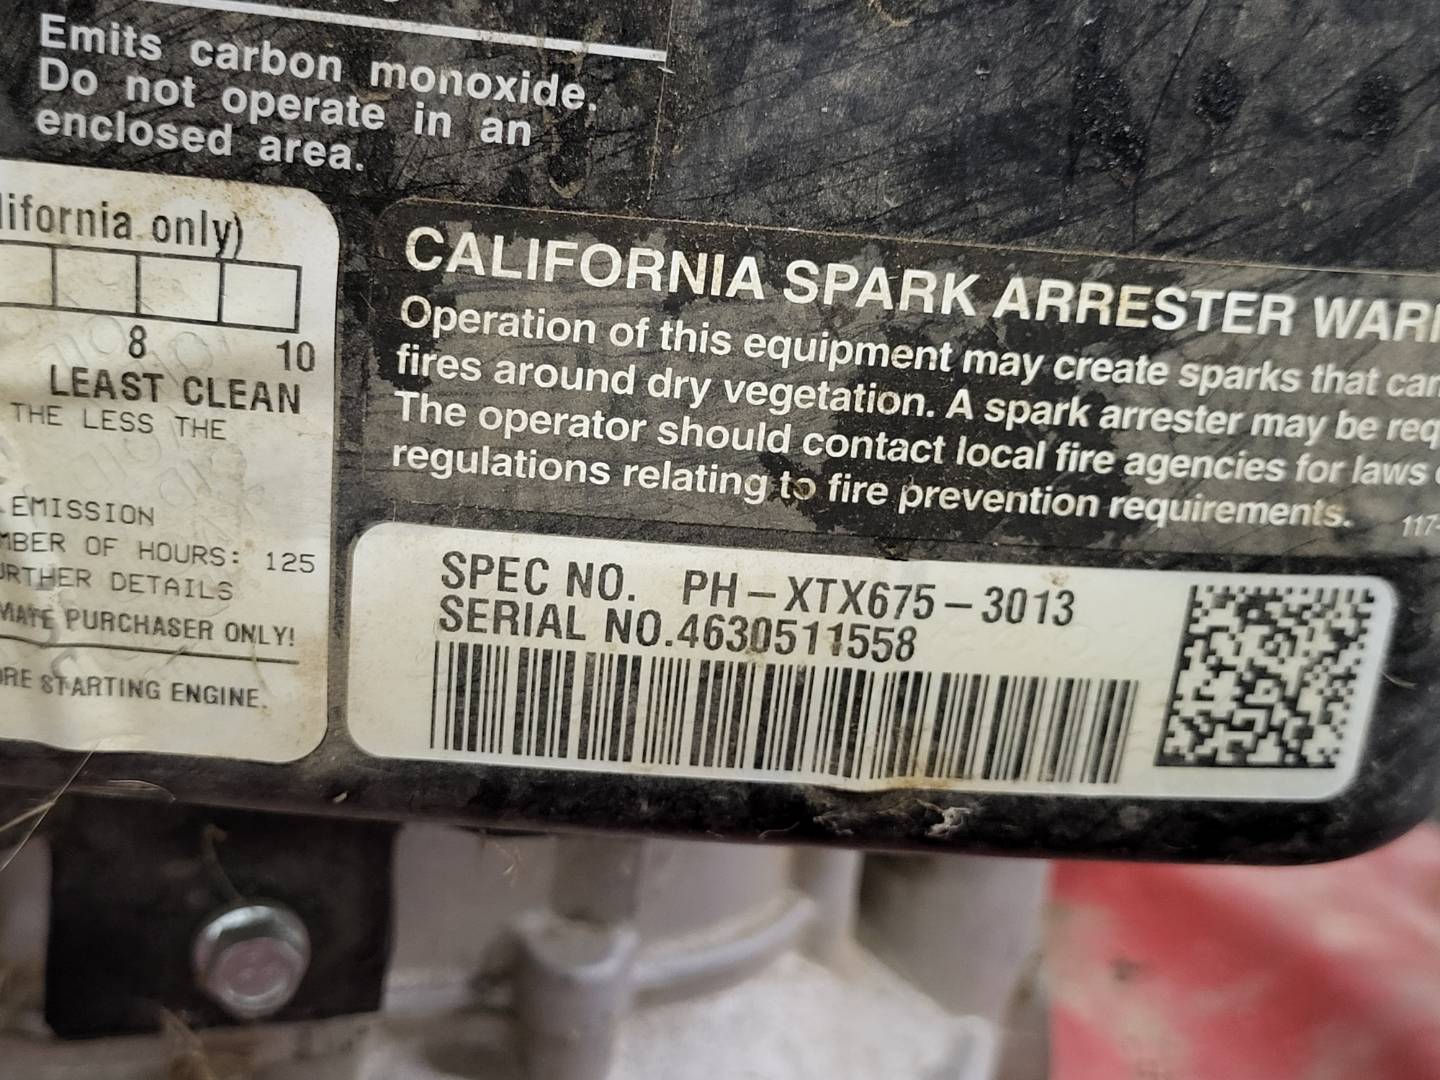 Emits carbon monoxide.
Do not operate in an
enclosed area.
lifornia only)
8 10
LEAST CLEAN
THE LESS THE
EMISSION
MBER OF HOURS: 125
URTHER DETAILS
MATE PURCHASER ONLY!
ORE STARTING ENGINE.
CALIFORNIA SPARK ARRESTER WAR
Operation of this equipment may create sparks that can
fires around dry vegetation. A spark arrester may be req
The operator should contact local fire agencies for laws
regulations relating to fire prevention requirements.
117-
SPEC NO. PH-XTX675-3013
SERIAL NO.4630511558